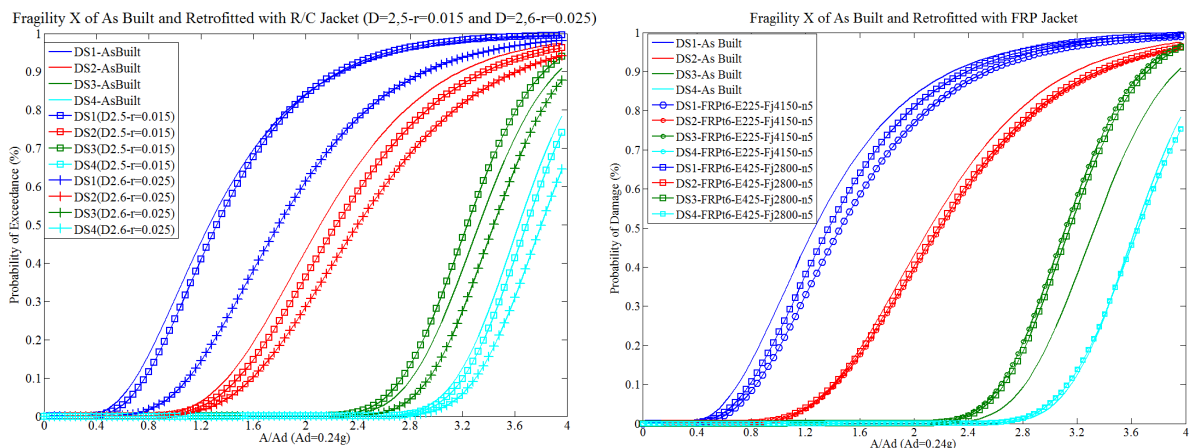 Fragility X of As Built and Retrofitted with R/C Jacket (D=2,5-r=0.015 and D=2,6-r=0.025)
Probability of Exceedance (%)
1
0.9
0.8
0.7
0.6
0.5
0.4
0.3
0.2
0.1
0
DS1-AsBuilt
DS2-AsBuilt
DS3-AsBuilt
DS4-AsBuilt
DS1(D2.5-r=0.015)
DS2(D2.5-r=0.015)
DS3(D2.5-r=0.015)
DS4(D2.5-r=0.015)
DS1(D2.6-r=0.025)
DS2(D2.6-r=0.025)
DS3(D2.6-r=0.025)
DS4(D2.6-r=0.025)
0 0.4 0.8 1.2 1.6 2 2.4 2.8 3.2 3.6 4
A/Ad (Ad=0.24g)
Fragility X of As Built and Retrofitted with FRP Jacket
Probability of Damage (%)
1
0.9
0.8
0.7
0.6
0.5
0.4
0.3
0.2
0.1
0
DS1-As Built
DS2-As Built
DS3-As Built
DS4-As Built
DS1-FRPt6-E225-Fj4150-n5
DS2-FRPt6-E225-Fj4150-n5
DS3-FRPt6-E225-Fj4150-n5
DS4-FRPt6-E225-Fj4150-n5
DS1-FRPt6-E425-Fj2800-n5
DS2-FRPt6-E425-Fj2800-n5
DS3-FRPt6-E425-Fj2800-n5
DS4-FRPt6-E425-Fj2800-n5
0 0.4 0.8 1.2 1.6 2 2.4 2.8 3.2 3.6 4
A/Ad (Ad=0.24g)